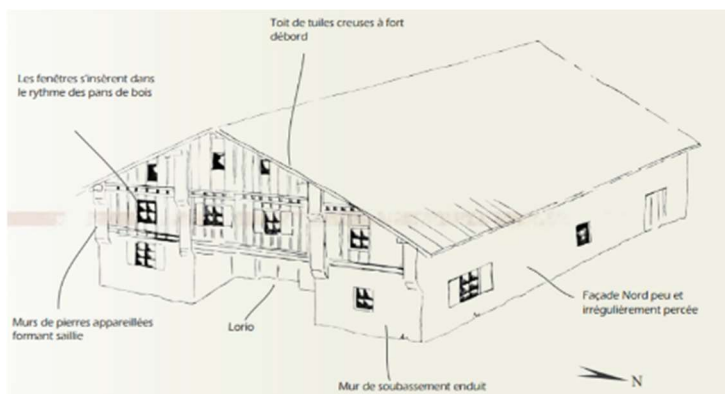 Toit de tuiles creuses à fort
débord
Les fenêtres s'insèrent dans
le rythme des pans de bois
Murs de pierres appareillées
formant saillie
Lorio
Façade Nord peu et
irrégulièrement percée
Mur de soubassement enduit
N